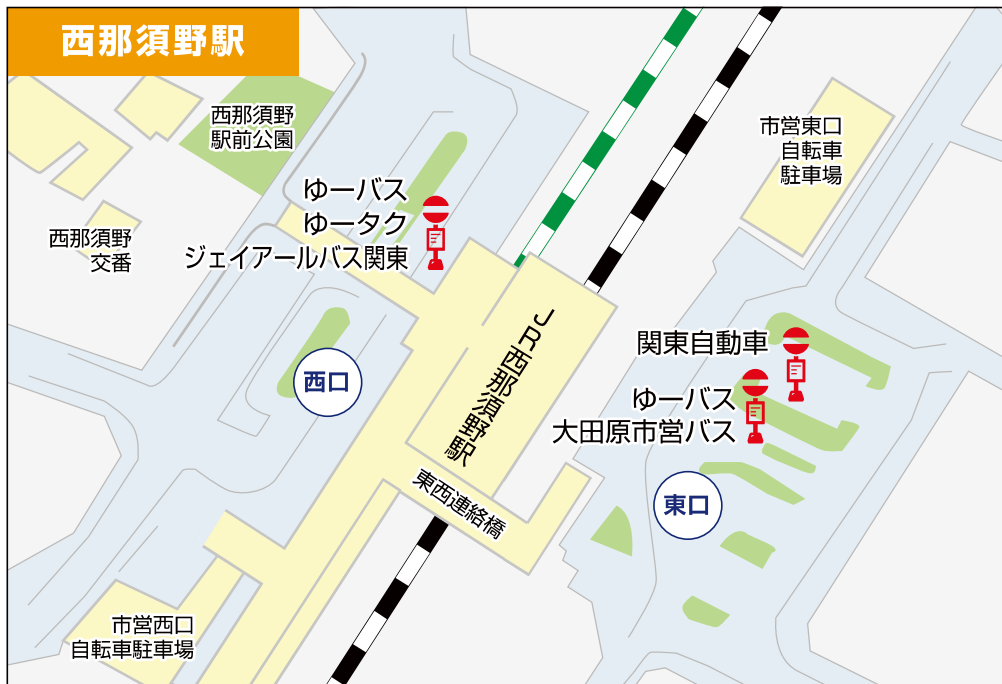 西那須野駅
西那須野
駅前公園
市営東口
自転車
駐車場
ゆーバス
ゆータク
ジェイアールバス関東
西那須野
交番
JR西那須野駅
関東自動車
ゆーバス
大田原市営バス
西口
東西連絡橋
東口
市営西口
自転車駐車場